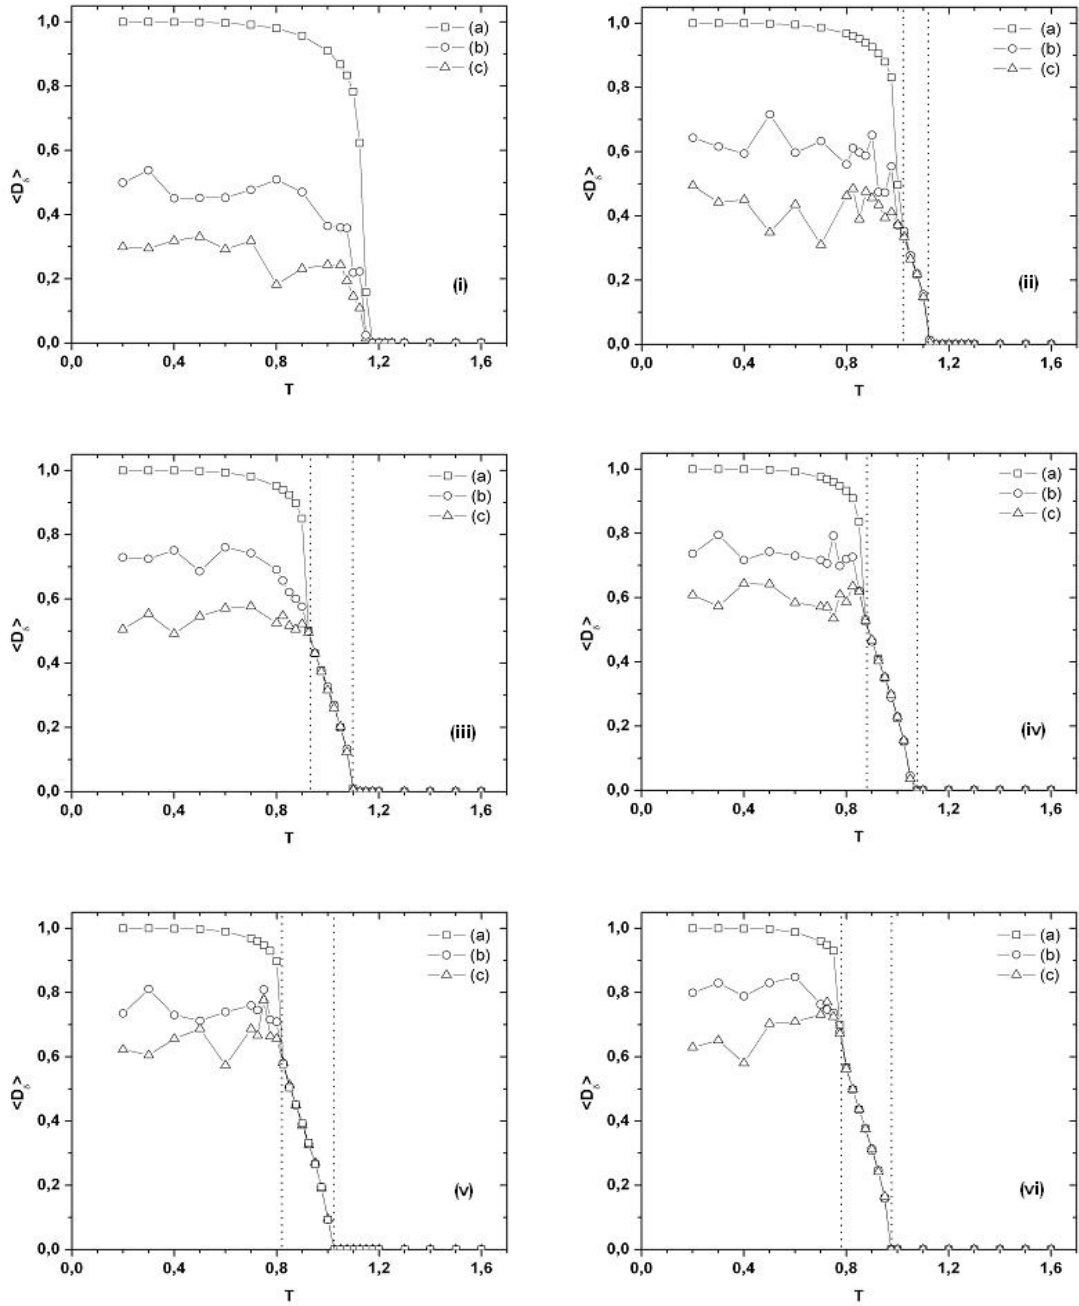 1,0
0,8
0,6
0,4
0,2
0,0
<D_δ>
(a)
(b)
(c)
(i)
0,0 0,4 0,8 1,2 1,6
T
1,0
0,8
0,6
0,4
0,2
0,0
<D_δ>
(a)
(b)
(c)
(ii)
0,0 0,4 0,8 1,2 1,6
T
1,0
0,8
0,6
0,4
0,2
0,0
<D_δ>
(a)
(b)
(c)
(iii)
0,0 0,4 0,8 1,2 1,6
T
1,0
0,8
0,6
0,4
0,2
0,0
<D_δ>
(a)
(b)
(c)
(iv)
0,0 0,4 0,8 1,2 1,6
T
1,0
0,8
0,6
0,4
0,2
0,0
<D_δ>
(a)
(b)
(c)
(v)
0,0 0,4 0,8 1,2 1,6
T
1,0
0,8
0,6
0,4
0,2
0,0
<D_δ>
(a)
(b)
(c)
(vi)
0,0 0,4 0,8 1,2 1,6
T